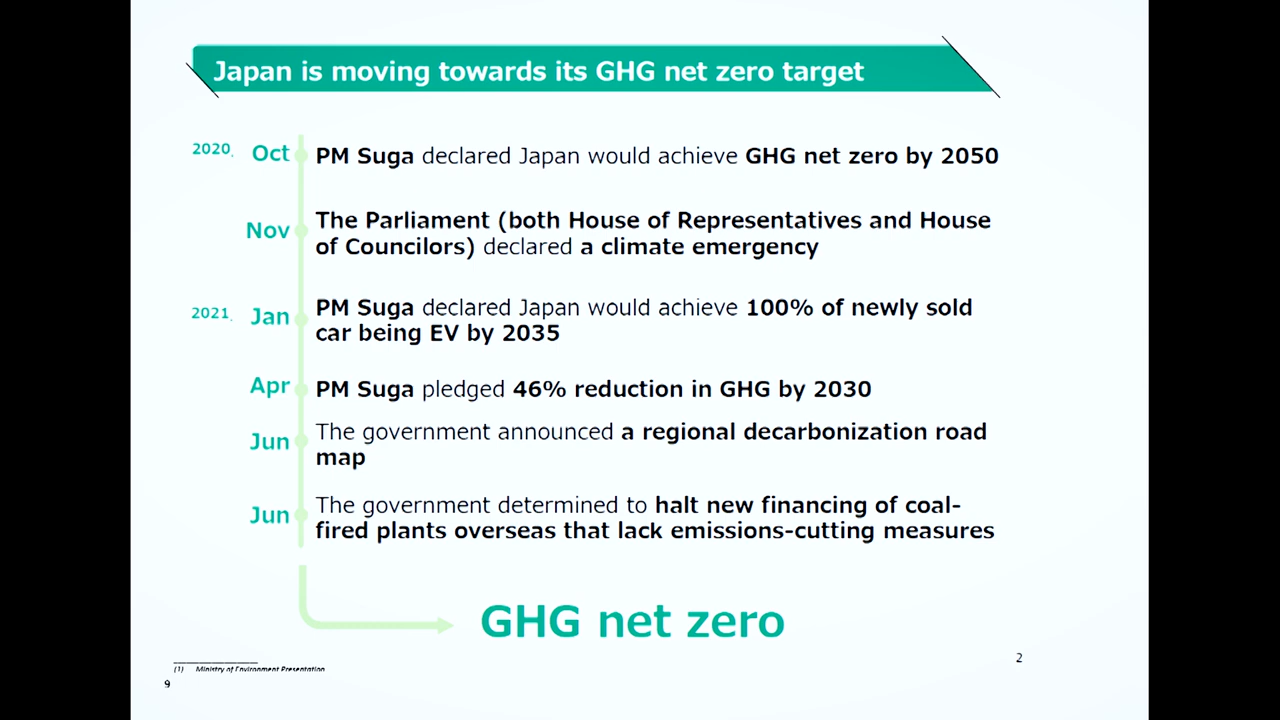 Japan is moving towards its GHG net zero target
2020. Oct PM Suga declared Japan would achieve GHG net zero by 2050
Nov The Parliament (both House of Representatives and House
of Councilors) declared a climate emergency
2021. Jan PM Suga declared Japan would achieve 100% of newly sold
car being EV by 2035
Apr PM Suga pledged 46% reduction in GHG by 2030
Jun The government announced a regional decarbonization road
map
Jun The government determined to halt new financing of coal-
fired plants overseas that lack emissions-cutting measures
GHG net zero
2
(1) Ministry of Environment Presentation
9